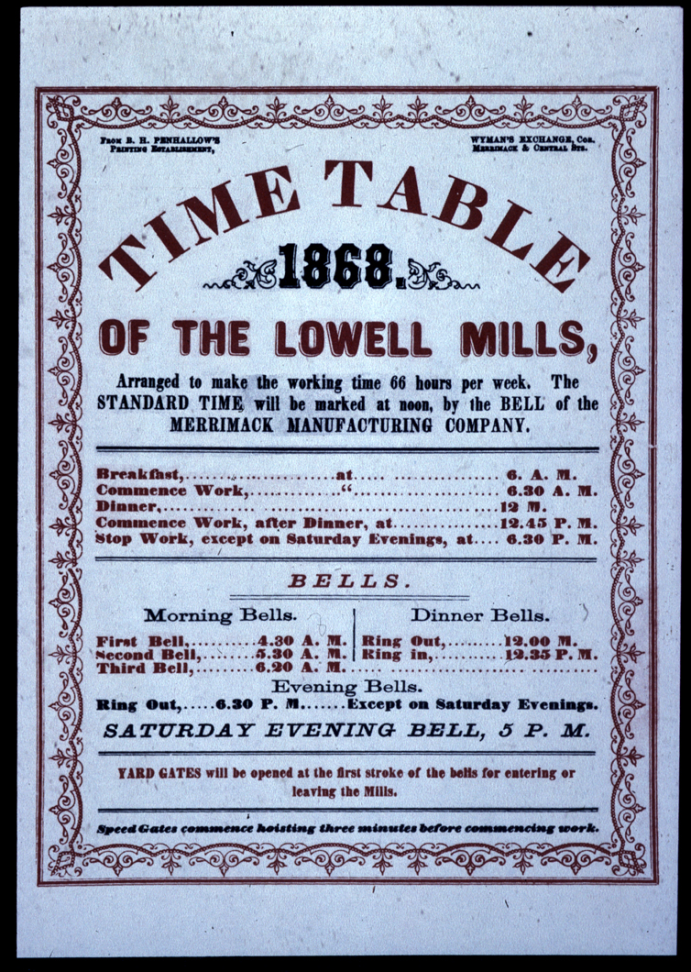 From B. H. PENHALLOW'S
Printing Establishment,
WYMAN'S EXCHANGE, Cor.
Merrimack & Central Sts.
TIME TABLE
1868.
OF THE LOWELL MILLS,
Arranged to make the working time 66 hours per week. The
STANDARD TIME, will be marked at noon, by the BELL of the
MERRIMACK MANUFACTURING COMPANY.
Breakfast,..................at.... .................. 6. A. M.
Commence Work,............“......................... 6.30 A. M.
Dinner,.................................................. 12 M.
Commence Work, after Dinner, at.............. 12.45 P. M.
Stop Work, except on Saturday Evenings, at.... 6.30 P. M.
BELLS.
Morning Bells.
First Bell,.........4.30 A. M.
Second Bell,.......5.30 A. M.
Third Bell,........6.20 A. M.
Dinner Bells.
Ring Out,........12.00 M.
Ring in,..........12.35 P. M.
Evening Bells.
Ring Out,.....6.30 P. M.......Except on Saturday Evenings.
SATURDAY EVENING BELL, 5 P. M.
YARD GATES will be opened at the first stroke of the bells for entering or
leaving the Mills.
Speed Gates commence hoisting three minutes before commencing work.